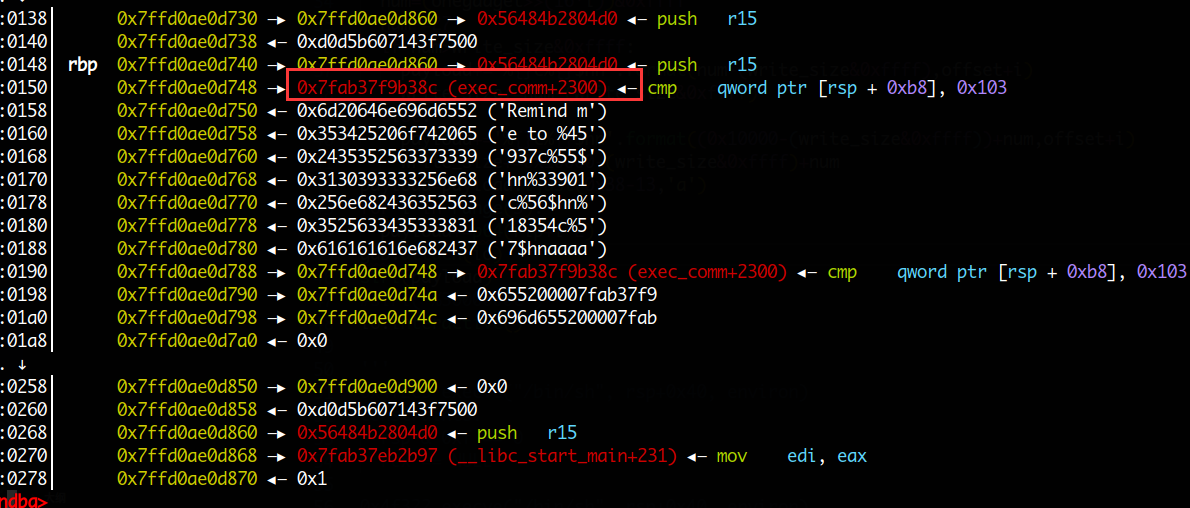 :0138│ 0x7ffd0ae0d730 —▸ 0x7ffd0ae0d860 —▸ 0x56484b2804d0 ◂— push r15
:0140│ 0x7ffd0ae0d738 ◂— 0xd0d5b607143f7500
:0148│ rbp 0x7ffd0ae0d740 —▸ 0x7ffd0ae0d860 —▸ 0x56484b2804d0 ◂— push r15
:0150│ 0x7ffd0ae0d748 —▸ 0x7fab37f9b38c (exec_comm+2300) ◂— cmp qword ptr [rsp + 0xb8], 0x103
:0158│ 0x7ffd0ae0d750 ◂— 0x6d20646e696d6552 ('Remind m')
:0160│ 0x7ffd0ae0d758 ◂— 0x353425206f742065 ('e to %45')
:0168│ 0x7ffd0ae0d760 ◂— 0x2435352563373339 ('937c%55$')
:0170│ 0x7ffd0ae0d768 ◂— 0x3130393333256e68 ('hn%33901')
:0178│ 0x7ffd0ae0d770 ◂— 0x256e682436352563 ('c%56$hn%')
:0180│ 0x7ffd0ae0d778 ◂— 0x3525633435333831 ('18354c%5')
:0188│ 0x7ffd0ae0d780 ◂— 0x616161616e682437 ('7$hnaaaa')
:0190│ 0x7ffd0ae0d788 —▸ 0x7ffd0ae0d748 —▸ 0x7fab37f9b38c (exec_comm+2300) ◂— cmp qword ptr [rsp + 0xb8], 0x103
:0198│ 0x7ffd0ae0d790 —▸ 0x7ffd0ae0d74a ◂— 0x655200007fab37f9
:01a0│ 0x7ffd0ae0d798 —▸ 0x7ffd0ae0d74c ◂— 0x696d655200007fab
:01a8│ 0x7ffd0ae0d7a0 ◂— 0x0
. ↓
:0258│ 0x7ffd0ae0d850 —▸ 0x7ffd0ae0d900 ◂— 0x0
:0260│ 0x7ffd0ae0d858 ◂— 0xd0d5b607143f7500
:0268│ 0x7ffd0ae0d860 —▸ 0x56484b2804d0 ◂— push r15
:0270│ 0x7ffd0ae0d868 —▸ 0x7fab37eb2b97 (__libc_start_main+231) ◂— mov edi, eax
:0278│ 0x7ffd0ae0d870 ◂— 0x1
ndbg>